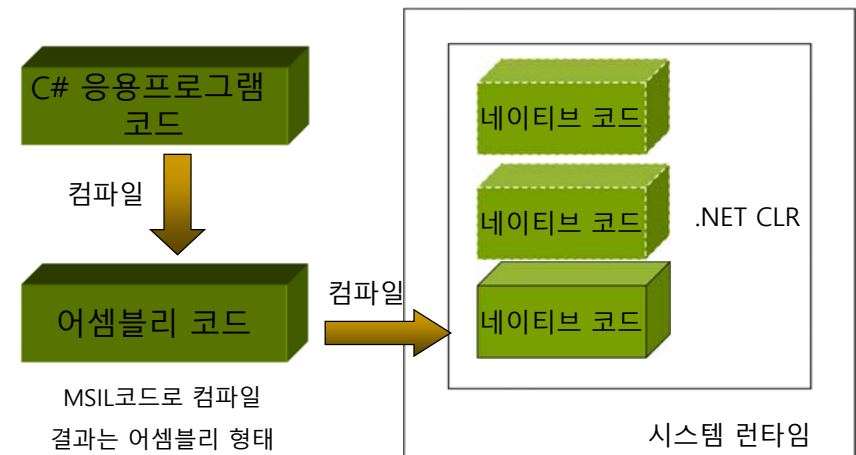 C# 응용프로그램
코드
컴파일
어셈블리 코드
MSIL코드로 컴파일
결과는 어셈블리 형태
컴파일
네이티브 코드
네이티브 코드
네이티브 코드
.NET CLR
시스템 런타임